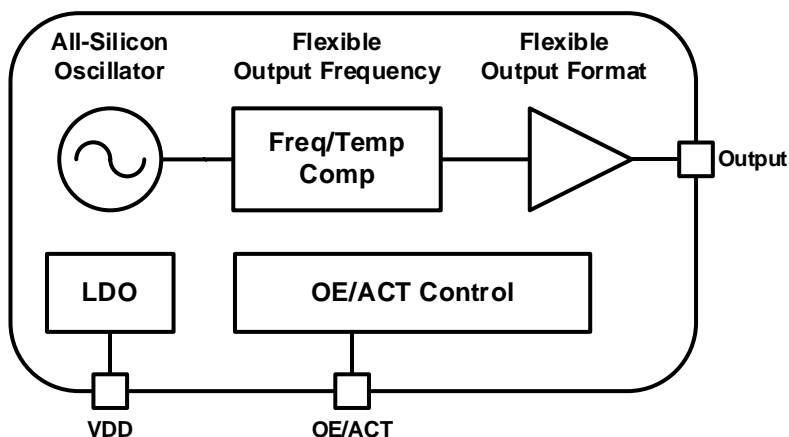 All-Silicon
Oscillator
Flexible
Output Frequency
Flexible
Output Format
Freq/Temp
Comp
Output
LDO
OE/ACT Control
VDD
OE/ACT